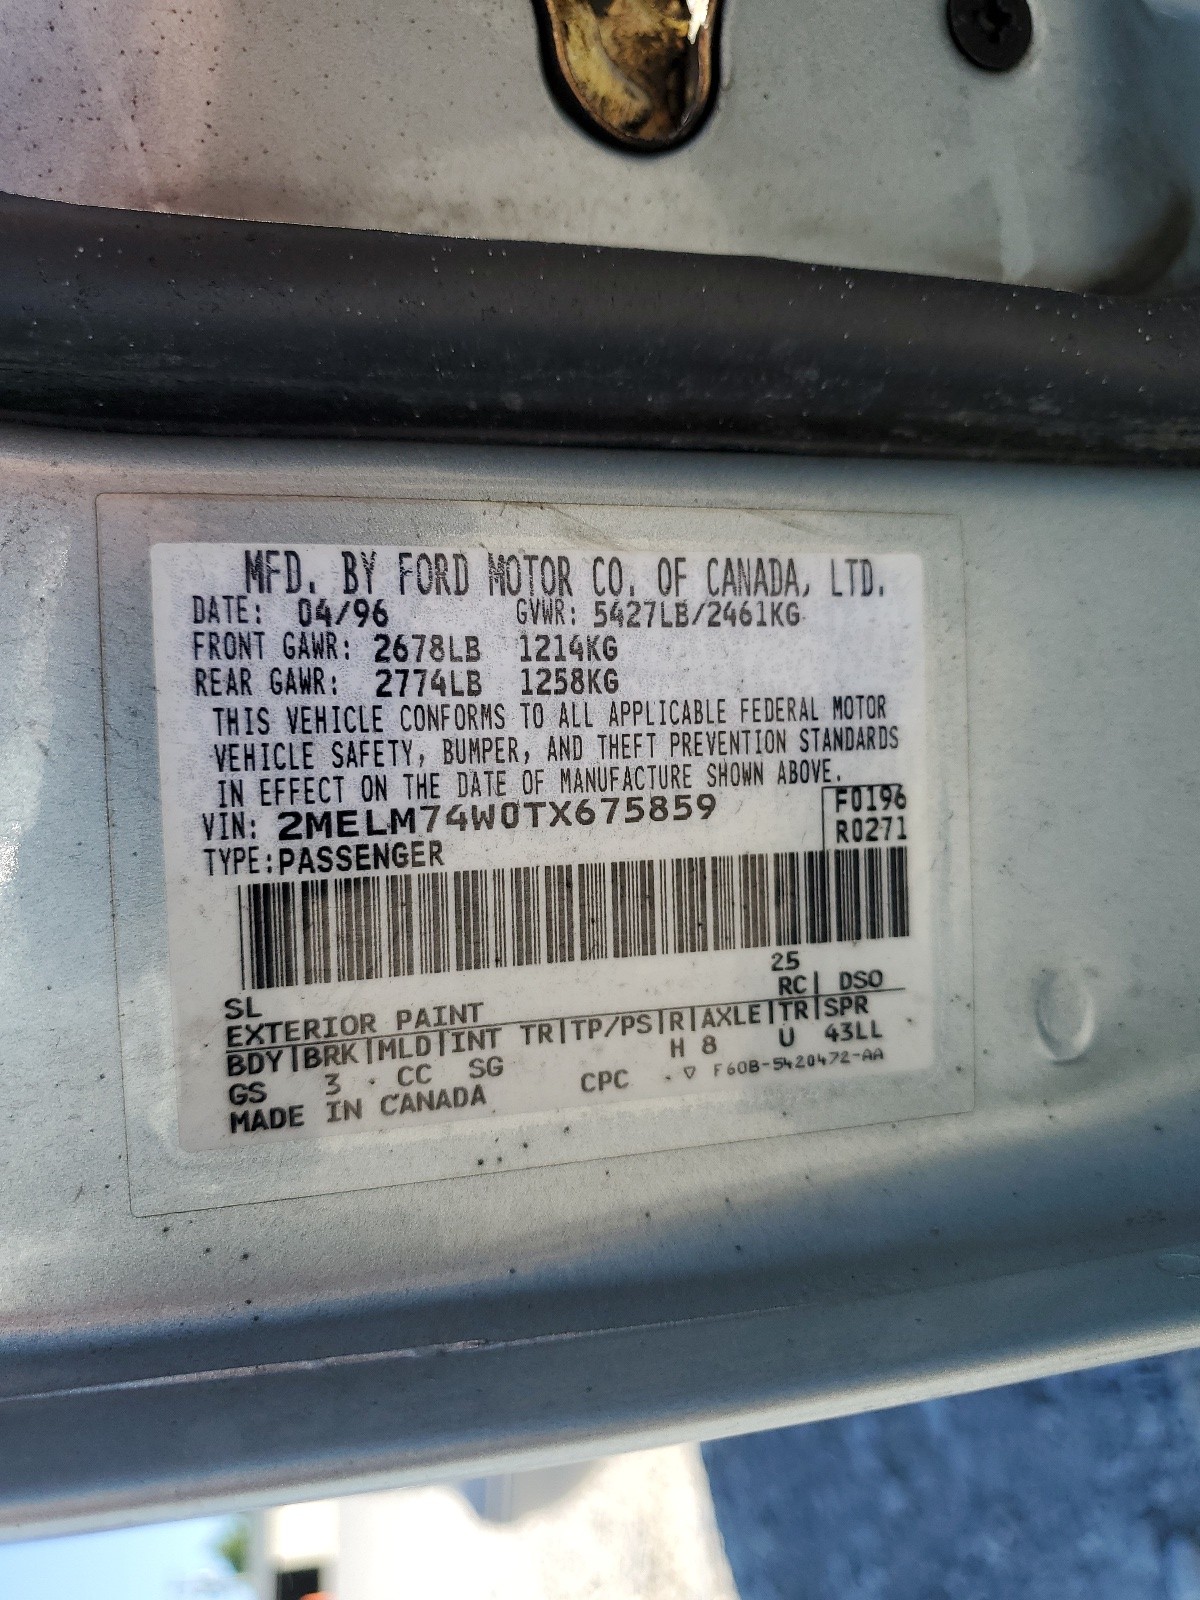 MFD. BY FORD MOTOR CO. OF CANADA, LTD.
DATE: 04/96 GVWR: 5427LB/2461KG
FRONT GAWR: 2678LB 1214KG
REAR GAWR: 2774LB 1258KG
THIS VEHICLE CONFORMS TO ALL APPLICABLE FEDERAL MOTOR
VEHICLE SAFETY, BUMPER, AND THEFT PREVENTION STANDARDS
IN EFFECT ON THE DATE OF MANUFACTURE SHOWN ABOVE.
VIN: 2MELM74W0TX675859 F0196
TYPE: PASSENGER R0271
25
SL RC| DSO
EXTERIOR PAINT
BDY|BRK|MLD|INT TR|TP/PS|R|AXLE|TR|SPR
GS 3 CC SG H 8 U 43LL
MADE IN CANADA CPC ▽ F60B-5420472-AA